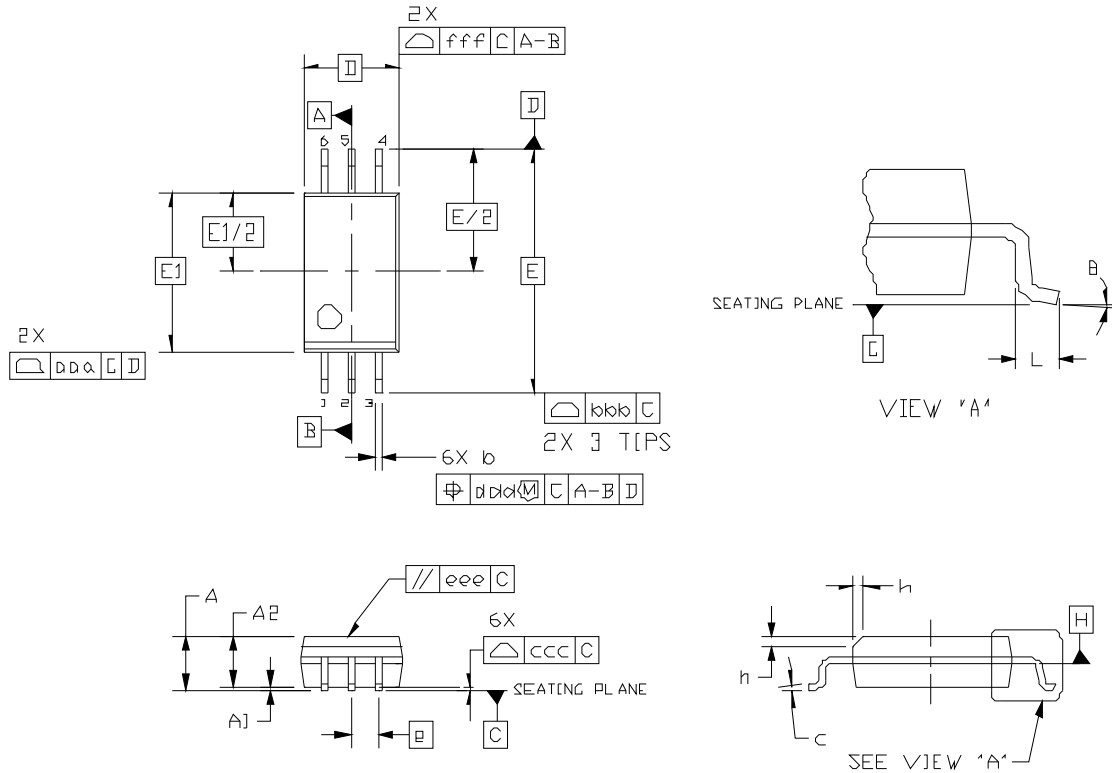 2X
fff C A-B
D
A
D
6 5 4
E1/2
E/2
E1
E
2X
C D
1 2 3
B
bbb C
2X 3 TIPS
6X b
ddd M C A-B D
SEATING PLANE
C
L
VIEW "A"
// eee C
A
A2
6X
ccc C
SEATING PLANE
A1
e
C
h
H
h
c
SEE VIEW "A"